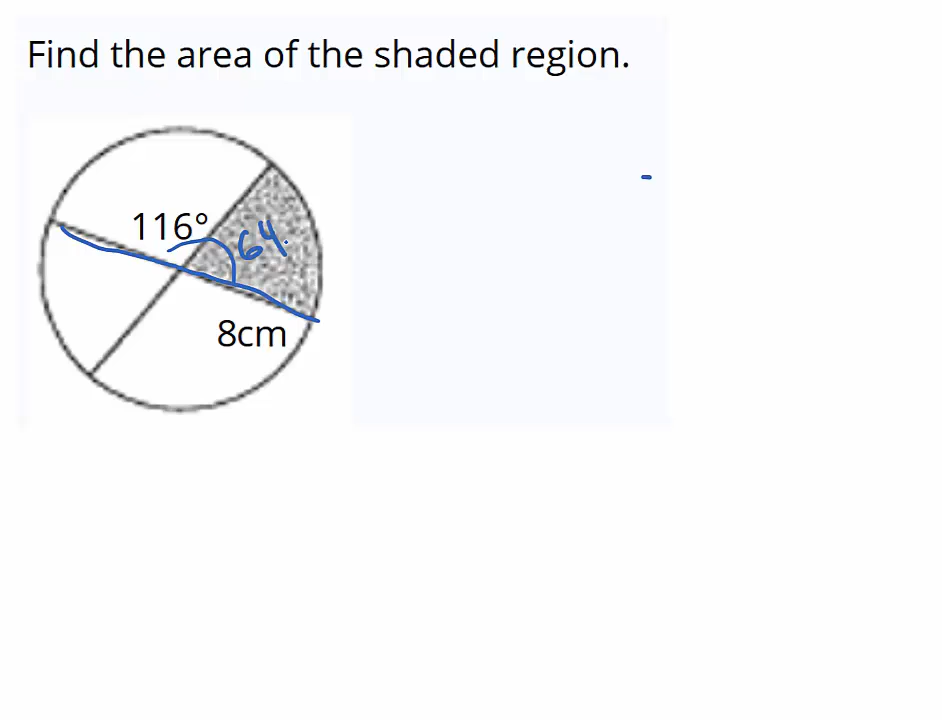 Find the area of the shaded region.
116°
64.
8cm
-